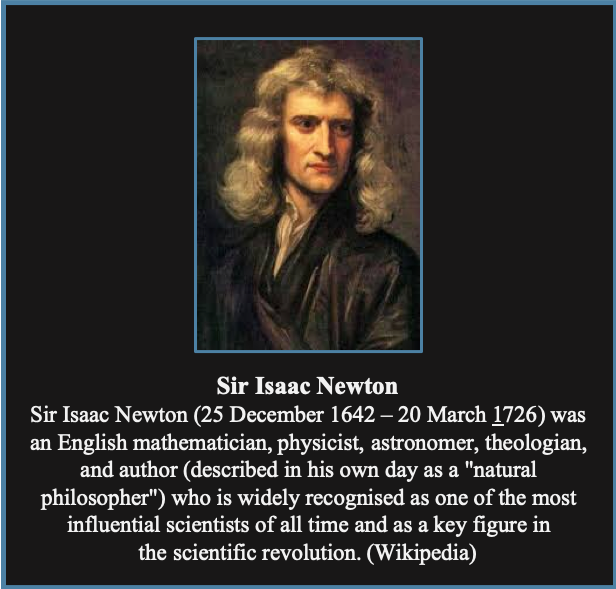 Sir Isaac Newton
Sir Isaac Newton (25 December 1642 – 20 March 1726) was
an English mathematician, physicist, astronomer, theologian,
and author (described in his own day as a "natural
philosopher") who is widely recognised as one of the most
influential scientists of all time and as a key figure in
the scientific revolution. (Wikipedia)